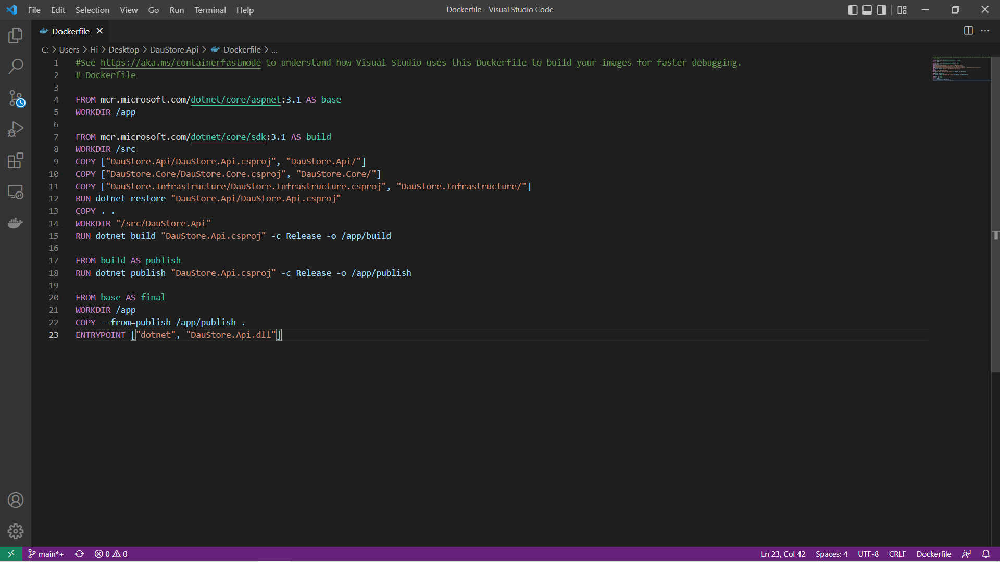 File Edit Selection View Go Run Terminal Help
Dockerfile - Visual Studio Code
Dockerfile
C: > Users > Hi > Desktop > DauStore.Api > Dockerfile > ...
1 #See https://aka.ms/containerfastmode to understand how Visual Studio uses this Dockerfile to build your images for faster debugging.
2 # Dockerfile
3
4 FROM mcr.microsoft.com/dotnet/core/aspnet:3.1 AS base
5 WORKDIR /app
6
7 FROM mcr.microsoft.com/dotnet/core/sdk:3.1 AS build
8 WORKDIR /src
9 COPY ["DauStore.Api/DauStore.Api.csproj", "DauStore.Api/"]
10 COPY ["DauStore.Core/DauStore.Core.csproj", "DauStore.Core/"]
11 COPY ["DauStore.Infrastructure/DauStore.Infrastructure.csproj", "DauStore.Infrastructure/"]
12 RUN dotnet restore "DauStore.Api/DauStore.Api.csproj"
13 COPY . .
14 WORKDIR "/src/DauStore.Api"
15 RUN dotnet build "DauStore.Api.csproj" -c Release -o /app/build
16
17 FROM build AS publish
18 RUN dotnet publish "DauStore.Api.csproj" -c Release -o /app/publish
19
20 FROM base AS final
21 WORKDIR /app
22 COPY --from=publish /app/publish .
23 ENTRYPOINT ["dotnet", "DauStore.Api.dll"]
main*+ 0 0 Ln 23, Col 42 Spaces: 4 UTF-8 CRLF Dockerfile